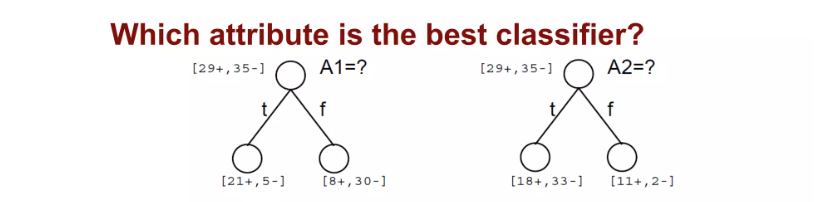 Which attribute is the best classifier?
[29+,35-] A1=? [29+,35-] A2=?
t f t f
[21+,5-] [8+,30-] [18+,33-] [11+,2-]